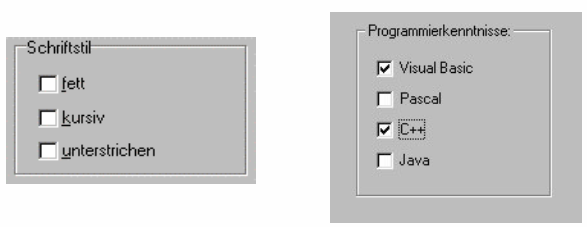 Schriftstil
fett
kursiv
unterstrichen
Programmierkenntnisse:
Visual Basic
Pascal
C++
Java